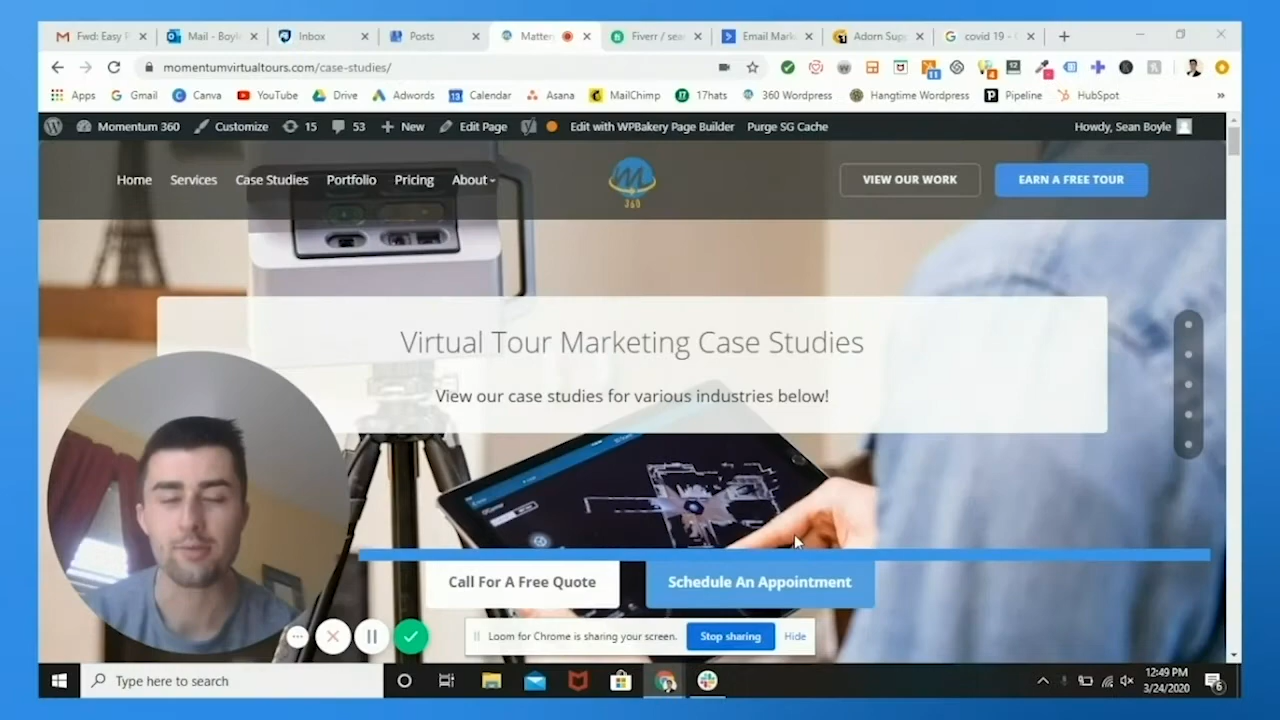 Fwd: Easy P
Mail - Boyle
Inbox
Posts
Matterp
Fiverr / sea
Email Mark
Adorn Supp
covid 19 -
momentumvirtualtours.com/case-studies/
Apps
Gmail
Canva
YouTube
Drive
Adwords
Calendar
Asana
MailChimp
17hats
360 Wordpress
Hangtime Wordpress
Pipeline
HubSpot
Momentum 360
Customize
15
53
New
Edit Page
Edit with WPBakery Page Builder
Purge SG Cache
Howdy, Sean Boyle
Home
Services
Case Studies
Portfolio
Pricing
About
M
360
VIEW OUR WORK
EARN A FREE TOUR
Virtual Tour Marketing Case Studies
View our case studies for various industries below!
Call For A Free Quote
Schedule An Appointment
Loom for Chrome is sharing your screen.
Stop sharing
Hide
Type here to search
12:49 PM
3/24/2020
6